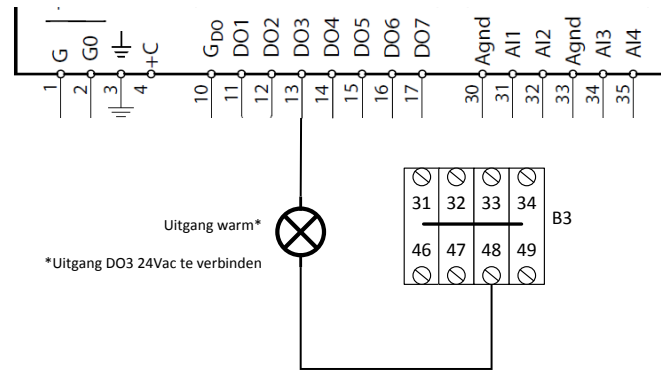 G G0 +C G DO DO1 DO2 DO3 DO4 DO5 DO6 DO7 Agnd AI1 AI2 Agnd AI3 AI4
1 2 3 4 10 11 12 13 14 15 16 17 30 31 32 33 34 35
31 32 33 34
B3
Uitgang warm*
46 47 48 49
*Uitgang DO3 24Vac te verbinden